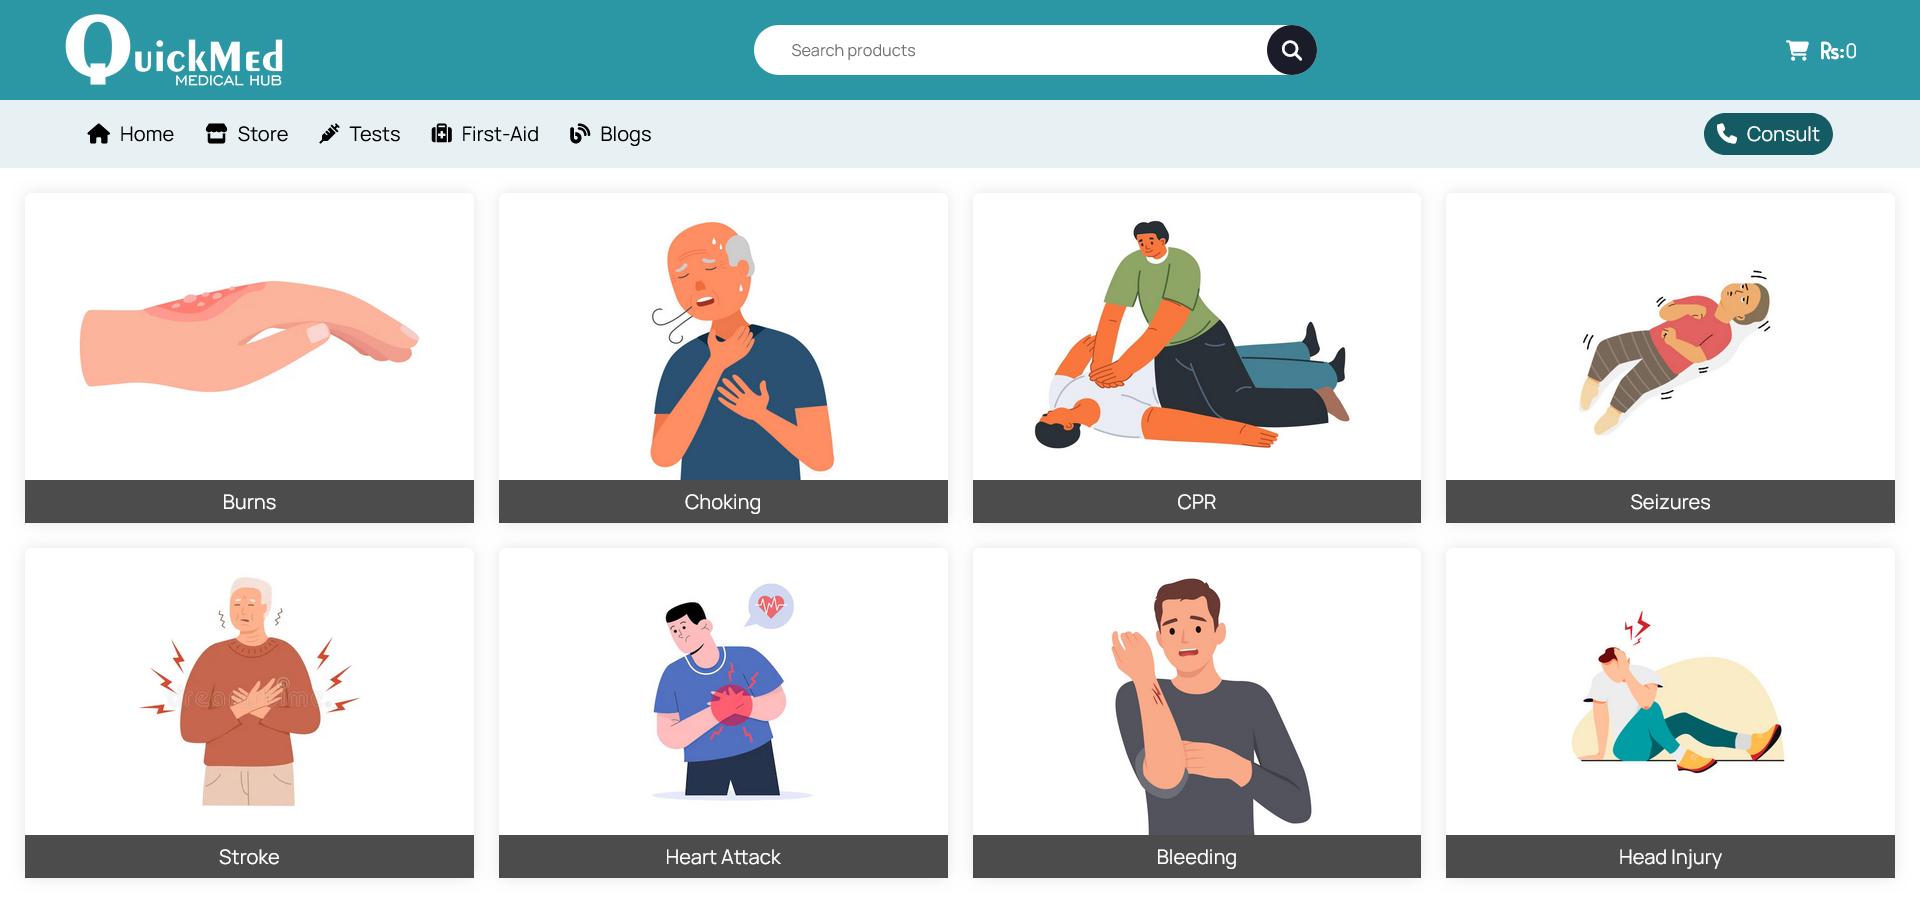 QuickMed
MEDICAL HUB
Search products
Rs:0
Home
Store
Tests
First-Aid
Blogs
Consult
Burns
Choking
CPR
Seizures
Stroke
Heart Attack
Bleeding
Head Injury